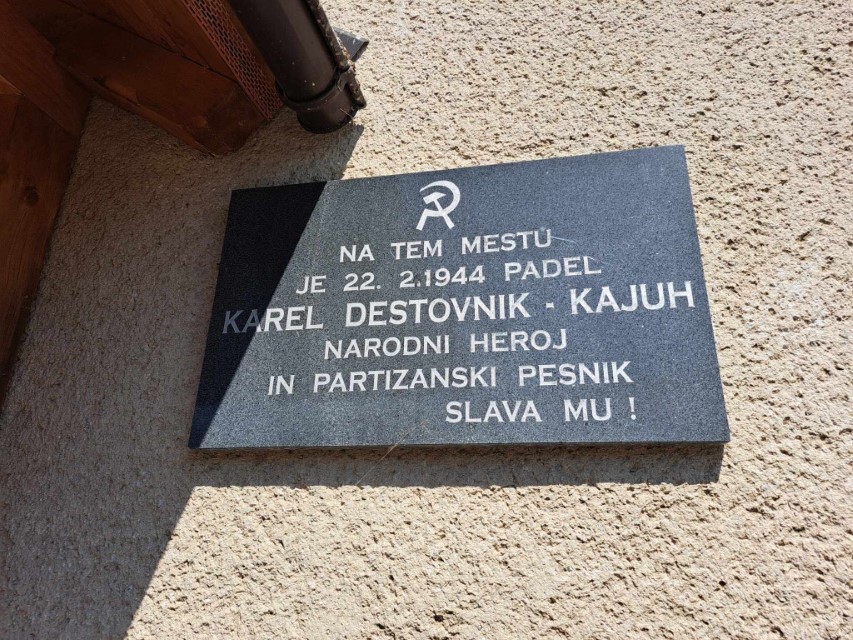 NA TEM MESTU
JE 22. 2.1944 PADEL
KAREL DESTOVNIK - KAJUH
NARODNI HEROJ
IN PARTIZANSKI PESNIK
SLAVA MU !